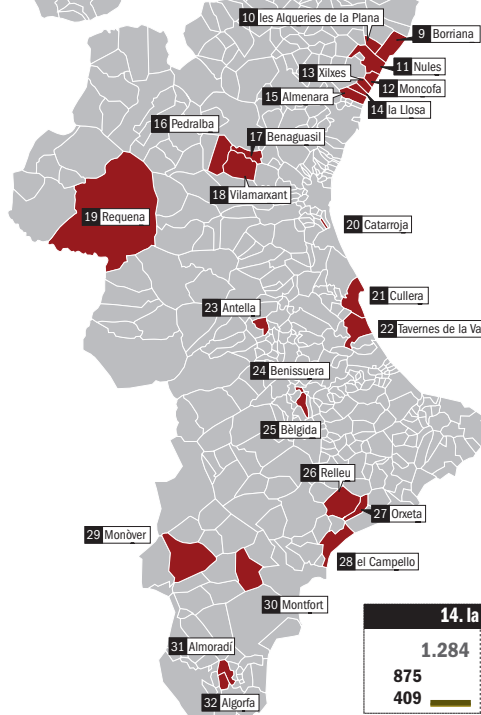 10 les Alqueries de la Plana
9 Borriana
11 Nules
13 Xilxes
12 Moncofa
15 Almenara
14 la Llosa
16 Pedralba
17 Benaguasil
18 Vilamarxant
19 Requena
20 Catarroja
21 Cullera
23 Antella
22 Tavernes de la Va
24 Benissuera
25 Bèlgida
26 Relleu
27 Orxeta
29 Monòver
28 el Campello
30 Montfort
14. la
31 Almoradí
1.284
875
32 Algorfa
409